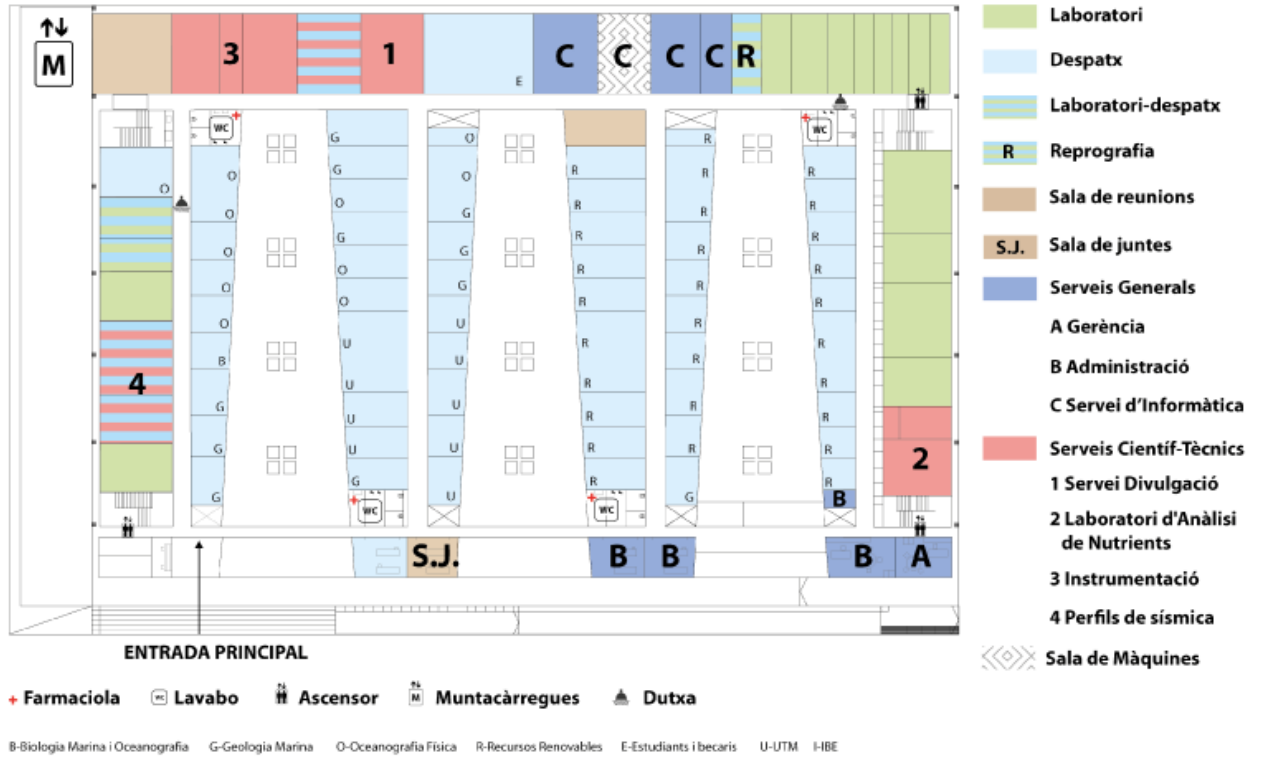 M
3
1
E
C
C
C
C
R
WC
WC
G
O
R
O
G
R
R
O
O
R
O
O
G
R
R
R
O
G
R
R
O
G
G
R
R
O
R
R
O
G
R
R
O
O
R
R
O
U
R
R
U
U
R
R
B
U
R
R
4
U
R
R
G
U
U
R
R
R
G
U
U
R
R
R
2
G
R
R
G
U
G
B
WC
WC
S.J.
B
B
B
A
ENTRADA PRINCIPAL
Laboratori
Despatx
Laboratori-despatx
R Reprografia
Sala de reunions
S.J. Sala de juntes
Serveis Generals
A Gerència
B Administració
C Servei d'Informàtica
Serveis Científ-Tècnics
1 Servei Divulgació
2 Laboratori d'Anàlisi
de Nutrients
3 Instrumentació
4 Perfils de sísmica
Sala de Màquines
+ Farmaciola WC Lavabo Ascensor M Muntacàrregues Dutxa
B-Biologia Marina i Oceanografia G-Geologia Marina O-Oceanografia Física R-Recursos Renovables E-Estudiants i becaris U-UTM I-IBE